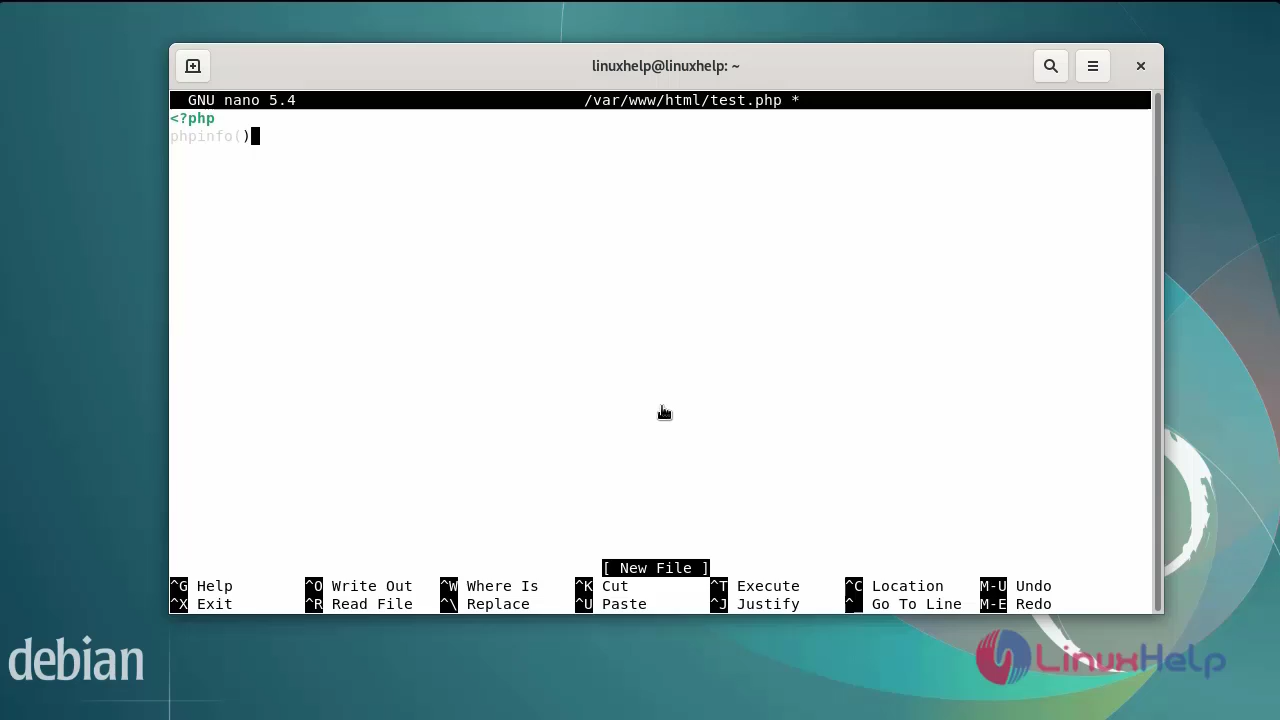 linuxhelp@linuxhelp: ~
GNU nano 5.4 /var/www/html/test.php *
<?php
phpinfo()
[ New File ]
^G Help ^O Write Out ^W Where Is ^K Cut ^T Execute ^C Location M-U Undo
^X Exit ^R Read File ^\ Replace ^U Paste ^J Justify ^_ Go To Line M-E Redo
debian
LinuxHelp